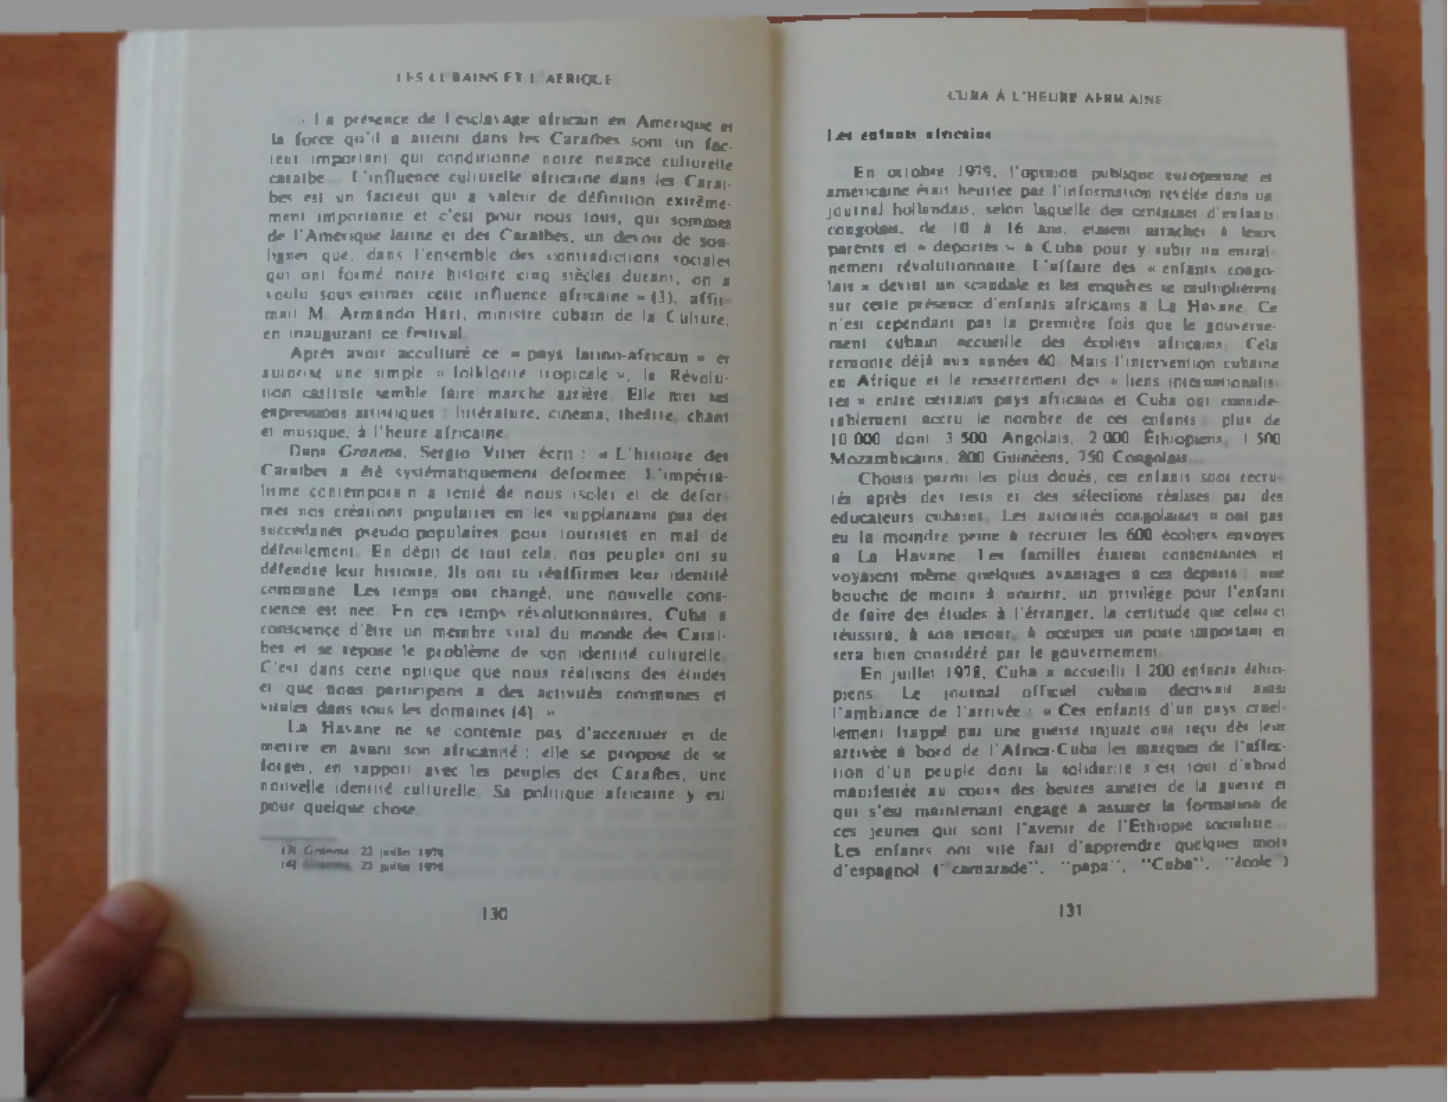 LES CUBAINS ET L'AFRIQUE
« La présence de l'esclavage africain en Amérique et
la force qu'il a atteint dans les Caraïbes sont un fac-
teur important qui conditionne notre nuance culturelle
caraïbe... L'influence culturelle africaine dans les Caraï-
bes est un facteur qui a valeur de définition extrême-
ment importante et c'est pour nous tous, qui sommes
de l'Amérique latine et des Caraïbes, un devoir de sou-
ligner que, dans l'ensemble des contradictions sociales
qui ont formé notre histoire cinq siècles durant, on a
voulu sous-estimer cette influence africaine » (3), affir-
mait M. Armando Hart, ministre cubain de la Culture,
en inaugurant ce festival.
Après avoir acculturé ce « pays latino-africain » et
autorisé une simple « folklorité tropicale », la Révolu-
tion castriste semble faire marche arrière. Elle met ses
expressions artistiques : littérature, cinéma, théâtre, chant
et musique, à l'heure africaine.
Dans Granma, Sergio Vitier écrit : « L'histoire des
Caraïbes a été systématiquement déformée. L'impéria-
lisme contemporain a tenté de nous isoler et de défor-
mer nos créations populaires en les supplantant par des
succédanés pseudo-populaires pour touristes en mal de
défoulement. En dépit de tout cela, nos peuples ont su
défendre leur histoire. Ils ont su réaffirmer leur identité
commune. Les temps ont changé, une nouvelle cons-
cience est née. En ces temps révolutionnaires, Cuba a
conscience d'être un membre vital du monde des Caraï-
bes et se repose le problème de son identité culturelle.
C'est dans cette optique que nous réalisons des études
et que nous participons à des activités communes et
vitales dans tous les domaines (4). »
La Havane ne se contente pas d'accentuer et de
mettre en avant son africanité ; elle se propose de se
forger, en rapport avec les peuples des Caraïbes, une
nouvelle identité culturelle. Sa politique africaine y est
pour quelque chose.
(3) Granma, 22 juillet 1979
(4) Granma, 22 juillet 1979
130
CUBA À L'HEURE AFRICAINE
Les enfants africains
En octobre 1979, l'opinion publique européenne et
américaine était heurtée par l'information révélée dans un
journal hollandais, selon laquelle des centaines d'enfants
congolais, de 10 à 16 ans, étaient arrachés à leurs
parents et « déportés » à Cuba pour y subir un entraî-
nement révolutionnaire. L'affaire des « enfants congo-
lais » devint un scandale et les enquêtes se multiplièrent
sur cette présence d'enfants africains à La Havane. Ce
n'est cependant pas la première fois que le gouverne-
ment cubain accueille des écoliers africains. Cela
remonte déjà aux années 60. Mais l'intervention cubaine
en Afrique et le resserrement des « liens internationalis-
tes » entre certains pays africains et Cuba ont considé-
rablement accru le nombre de ces enfants : plus de
10 000 dont 3 500 Angolais, 2 000 Éthiopiens, 1 500
Mozambicains, 800 Guinéens, 750 Congolais...
Choisis parmi les plus doués, ces enfants sont recru-
tés après des tests et des sélections réalisés par des
éducateurs cubains. Les autorités congolaises n'ont pas
eu la moindre peine à recruter les 600 écoliers envoyés
à La Havane. Les familles étaient consentantes et
voyaient même quelques avantages à ces départs : une
bouche de moins à nourrir, un privilège pour l'enfant
de faire des études à l'étranger, la certitude que celui-ci
réussira, à son retour, à occuper un poste important et
sera bien considéré par le gouvernement.
En juillet 1978, Cuba a accueilli 1 200 enfants éthio-
piens. Le journal officiel cubain décrivait ainsi
l'ambiance de l'arrivée : « Ces enfants d'un pays cruel-
lement frappé par une guerre injuste ont reçu dès leur
arrivée à bord de l'Africa-Cuba les marques de l'affec-
tion d'un peuple dont la solidarité s'est tout d'abord
manifestée au cours des heures amères de la guerre et
qui s'est maintenant engagé à assurer la formation de
ces jeunes qui sont l'avenir de l'Éthiopie socialiste...
Les enfants ont vite fait d'apprendre quelques mots
d'espagnol ("camarade", "papa", "Cuba", "école")
131